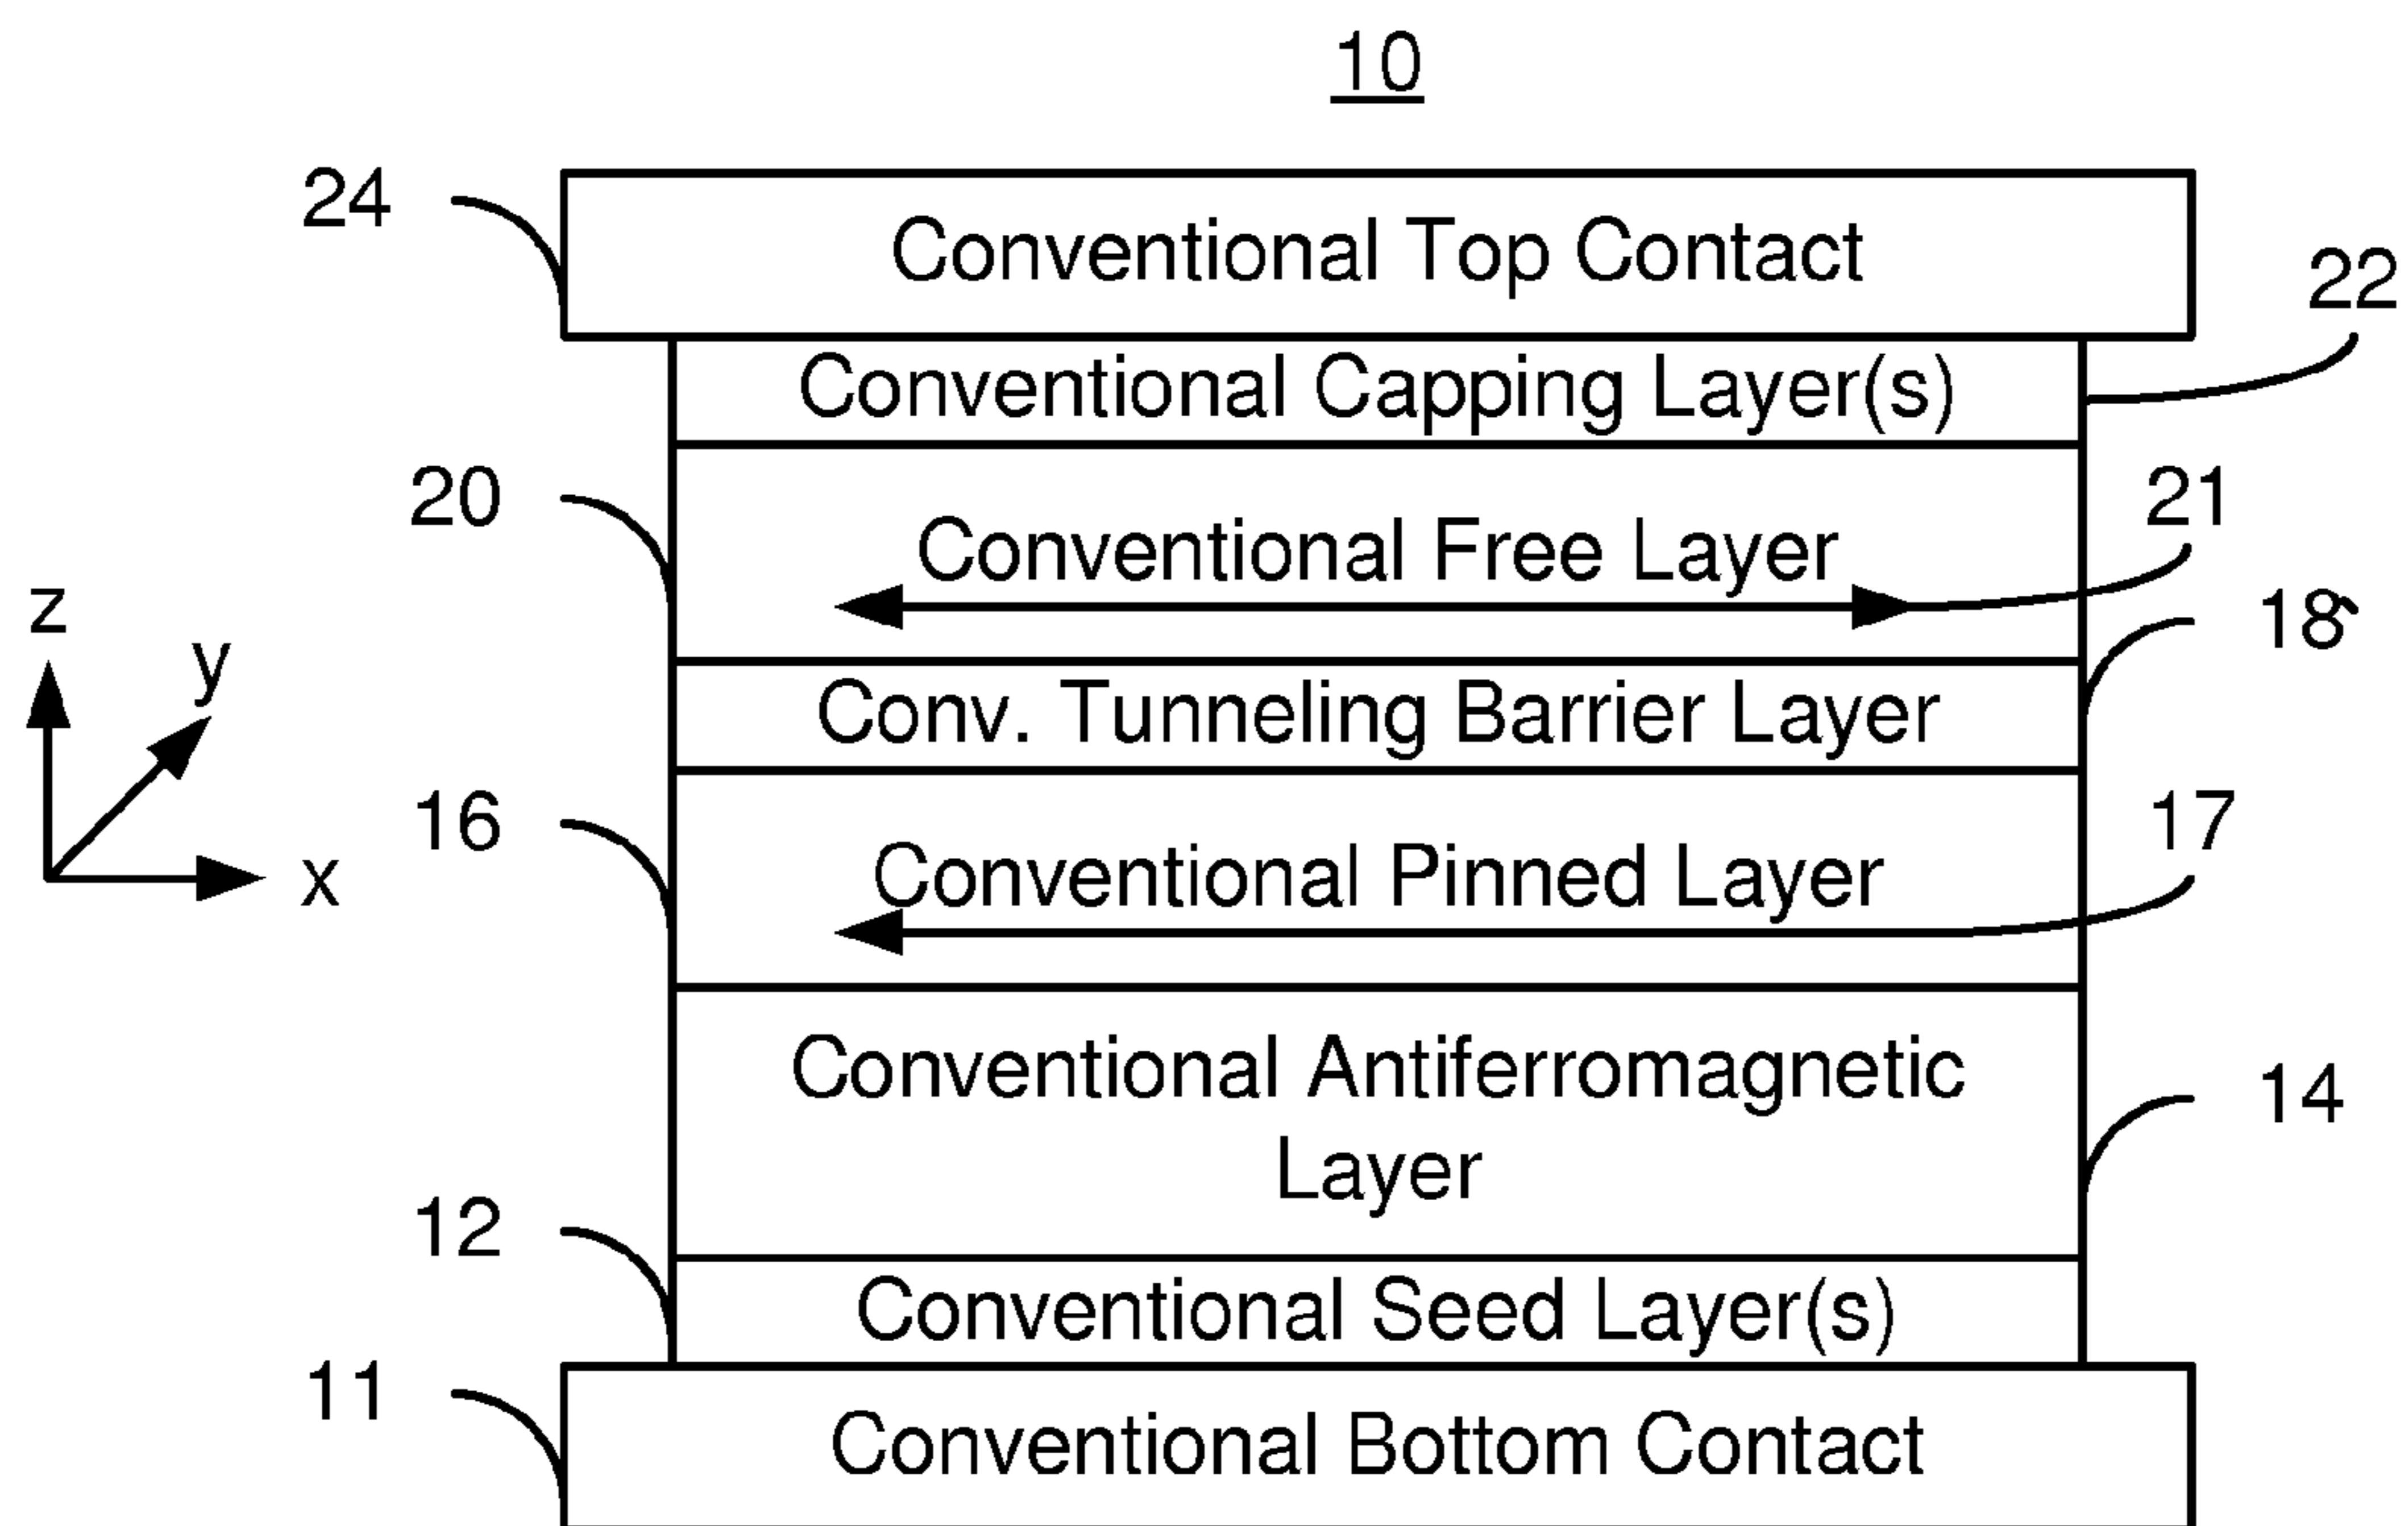 10
24
Conventional Top Contact
22
Conventional Capping Layer(s)
20
21
Conventional Free Layer
z
18
y
Conv. Tunneling Barrier Layer
16
17
x
Conventional Pinned Layer
Conventional Antiferromagnetic
Layer
14
12
Conventional Seed Layer(s)
11
Conventional Bottom Contact